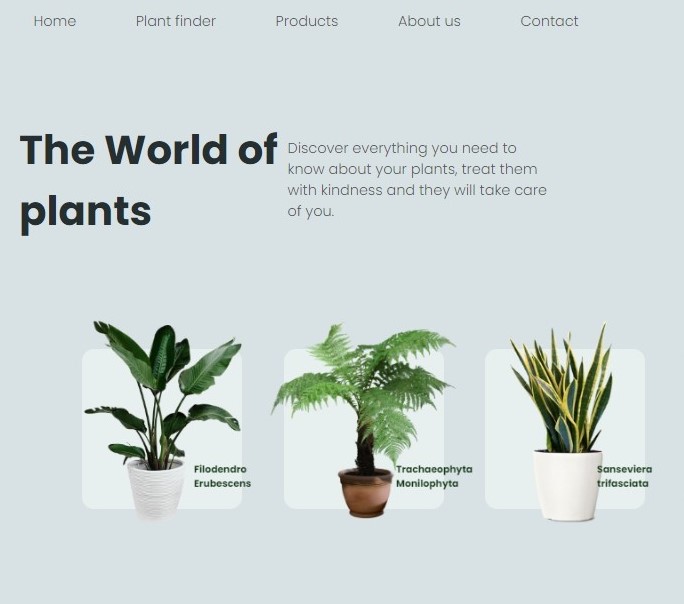 Home Plant finder Products About us Contact
The World of
plants
Discover everything you need to
know about your plants, treat them
with kindness and they will take care
of you.
Filodendro
Erubescens
Trachaeophyta
Monilophyta
Sanseviera
trifasciata